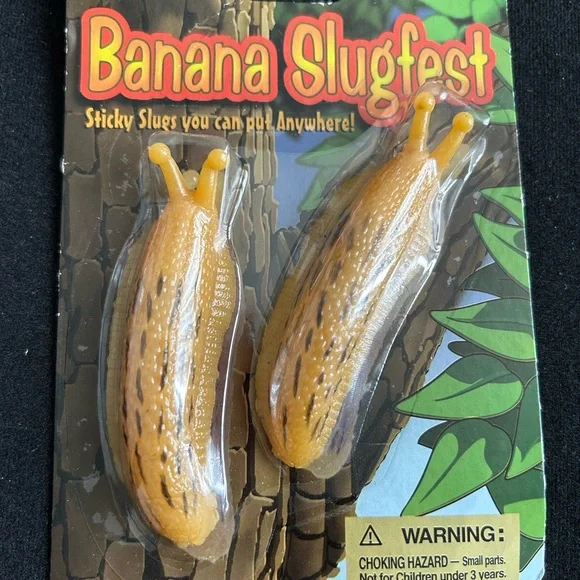 Banana Slugfest
Sticky Slugs you can put Anywhere!
⚠ WARNING:
CHOKING HAZARD — Small parts.
Not for Children under 3 years.